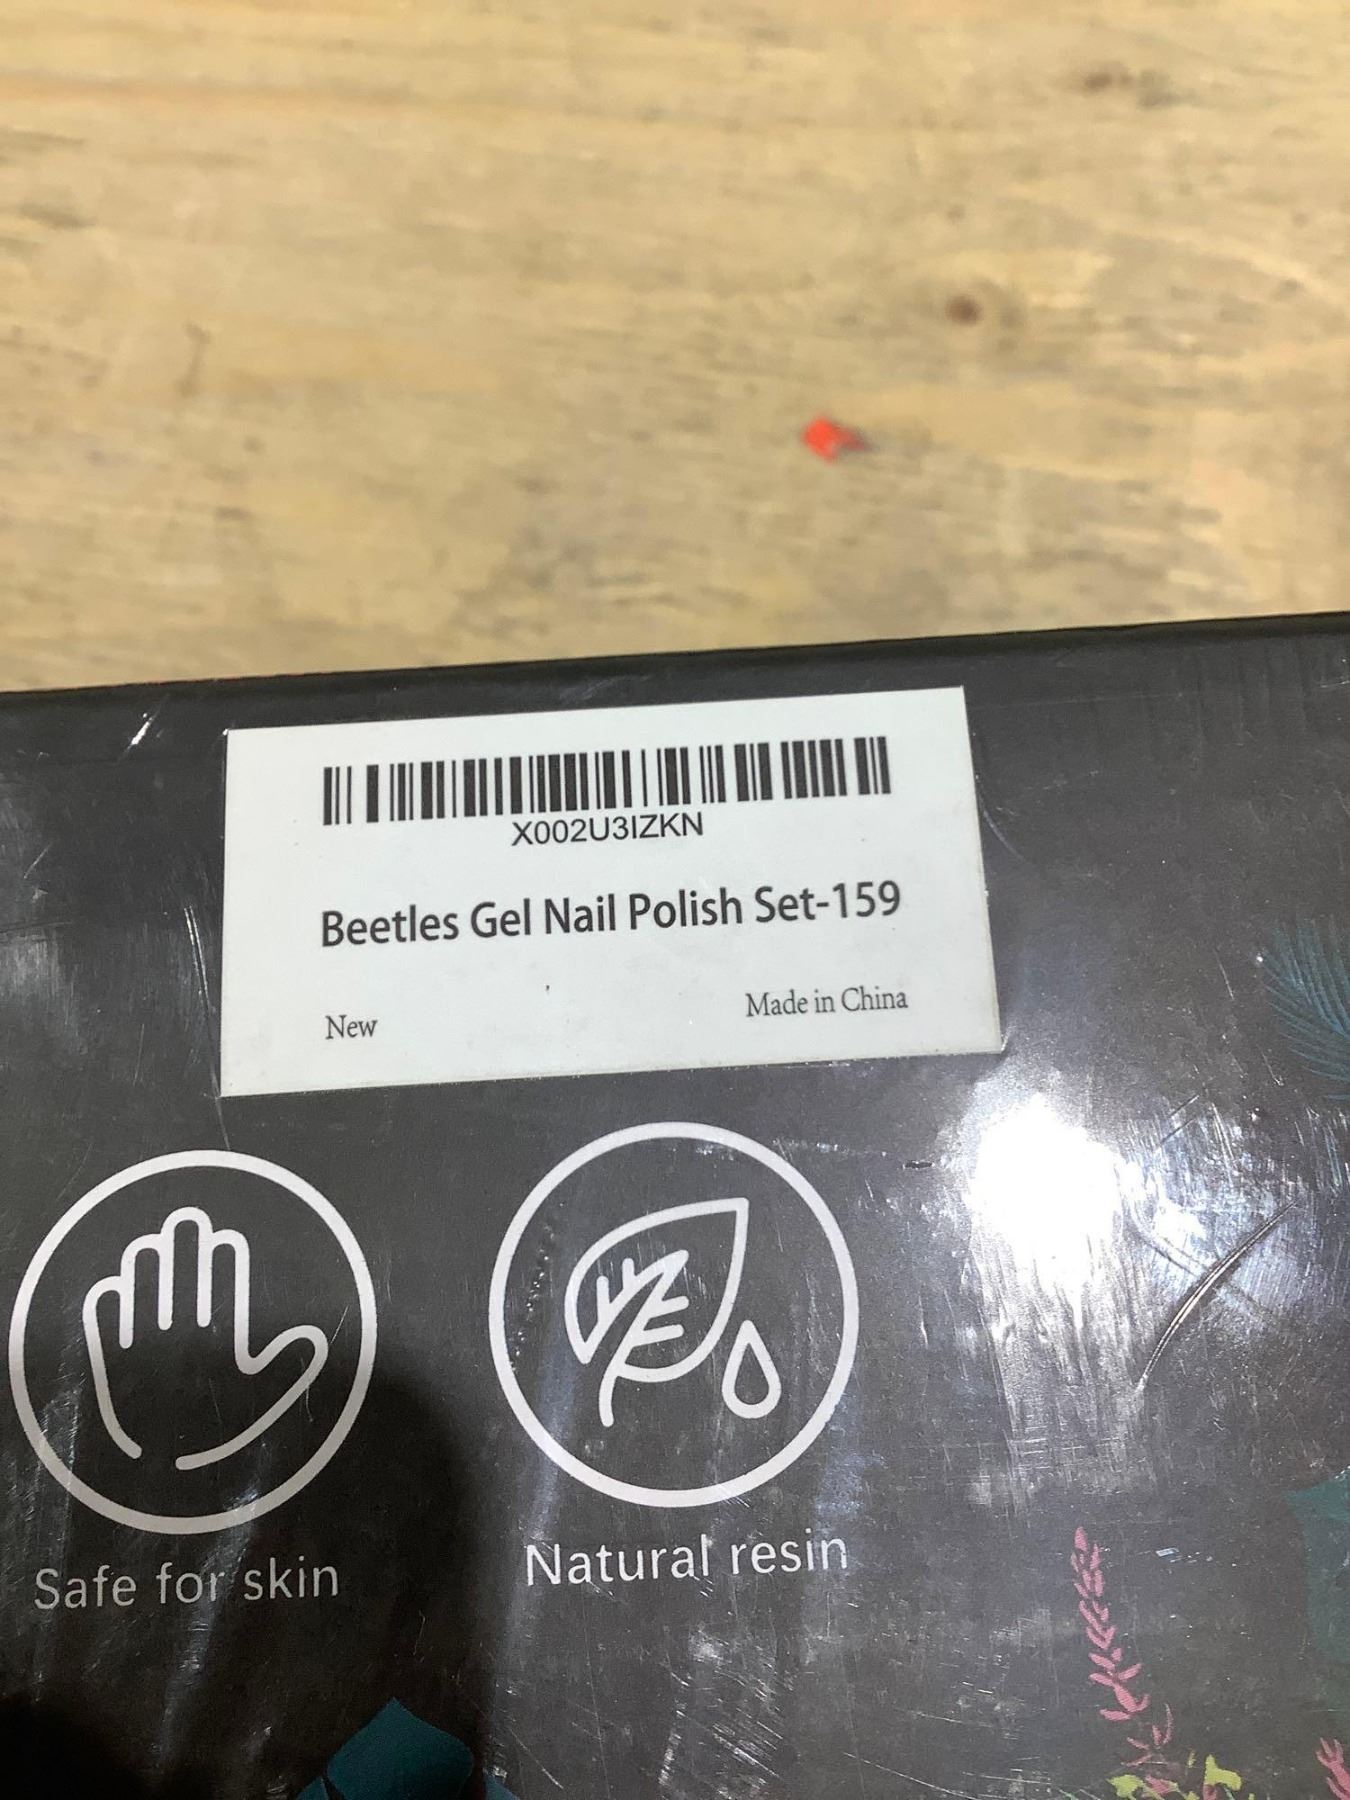 X002U3IZKN
Beetles Gel Nail Polish Set-159
New
Made in China
Safe for skin
Natural resin